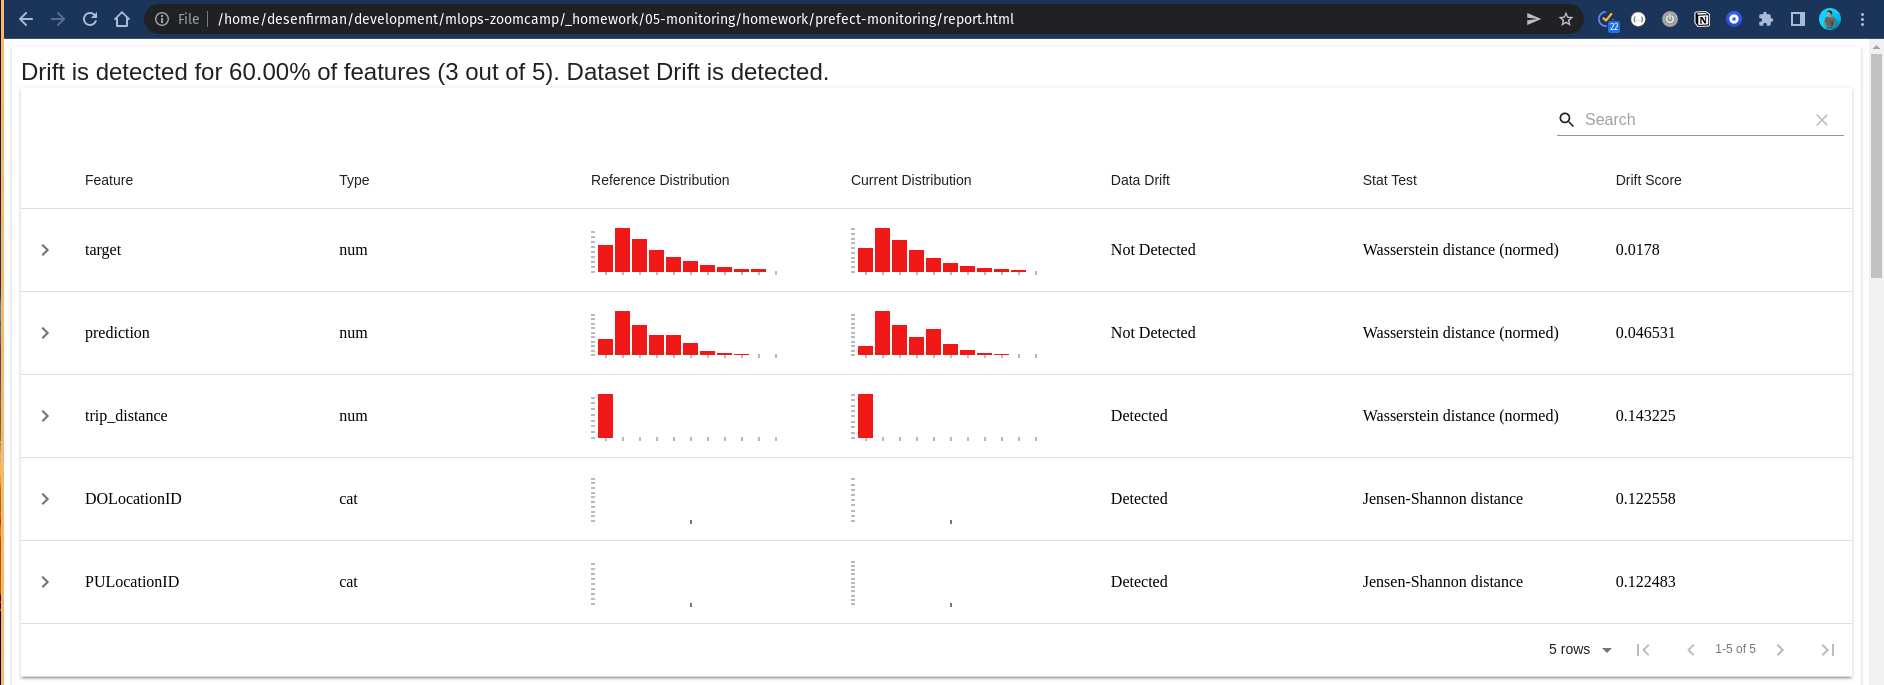 File /home/desenfirman/development/mlops-zoomcamp/_homework/05-monitoring/homework/prefect-monitoring/report.html
22
Drift is detected for 60.00% of features (3 out of 5). Dataset Drift is detected.
Search
Feature Type Reference Distribution Current Distribution Data Drift Stat Test Drift Score
target num Not Detected Wasserstein distance (normed) 0.0178
prediction num Not Detected Wasserstein distance (normed) 0.046531
trip_distance num Detected Wasserstein distance (normed) 0.143225
DOLocationID cat Detected Jensen-Shannon distance 0.122558
PULocationID cat Detected Jensen-Shannon distance 0.122483
5 rows 1-5 of 5